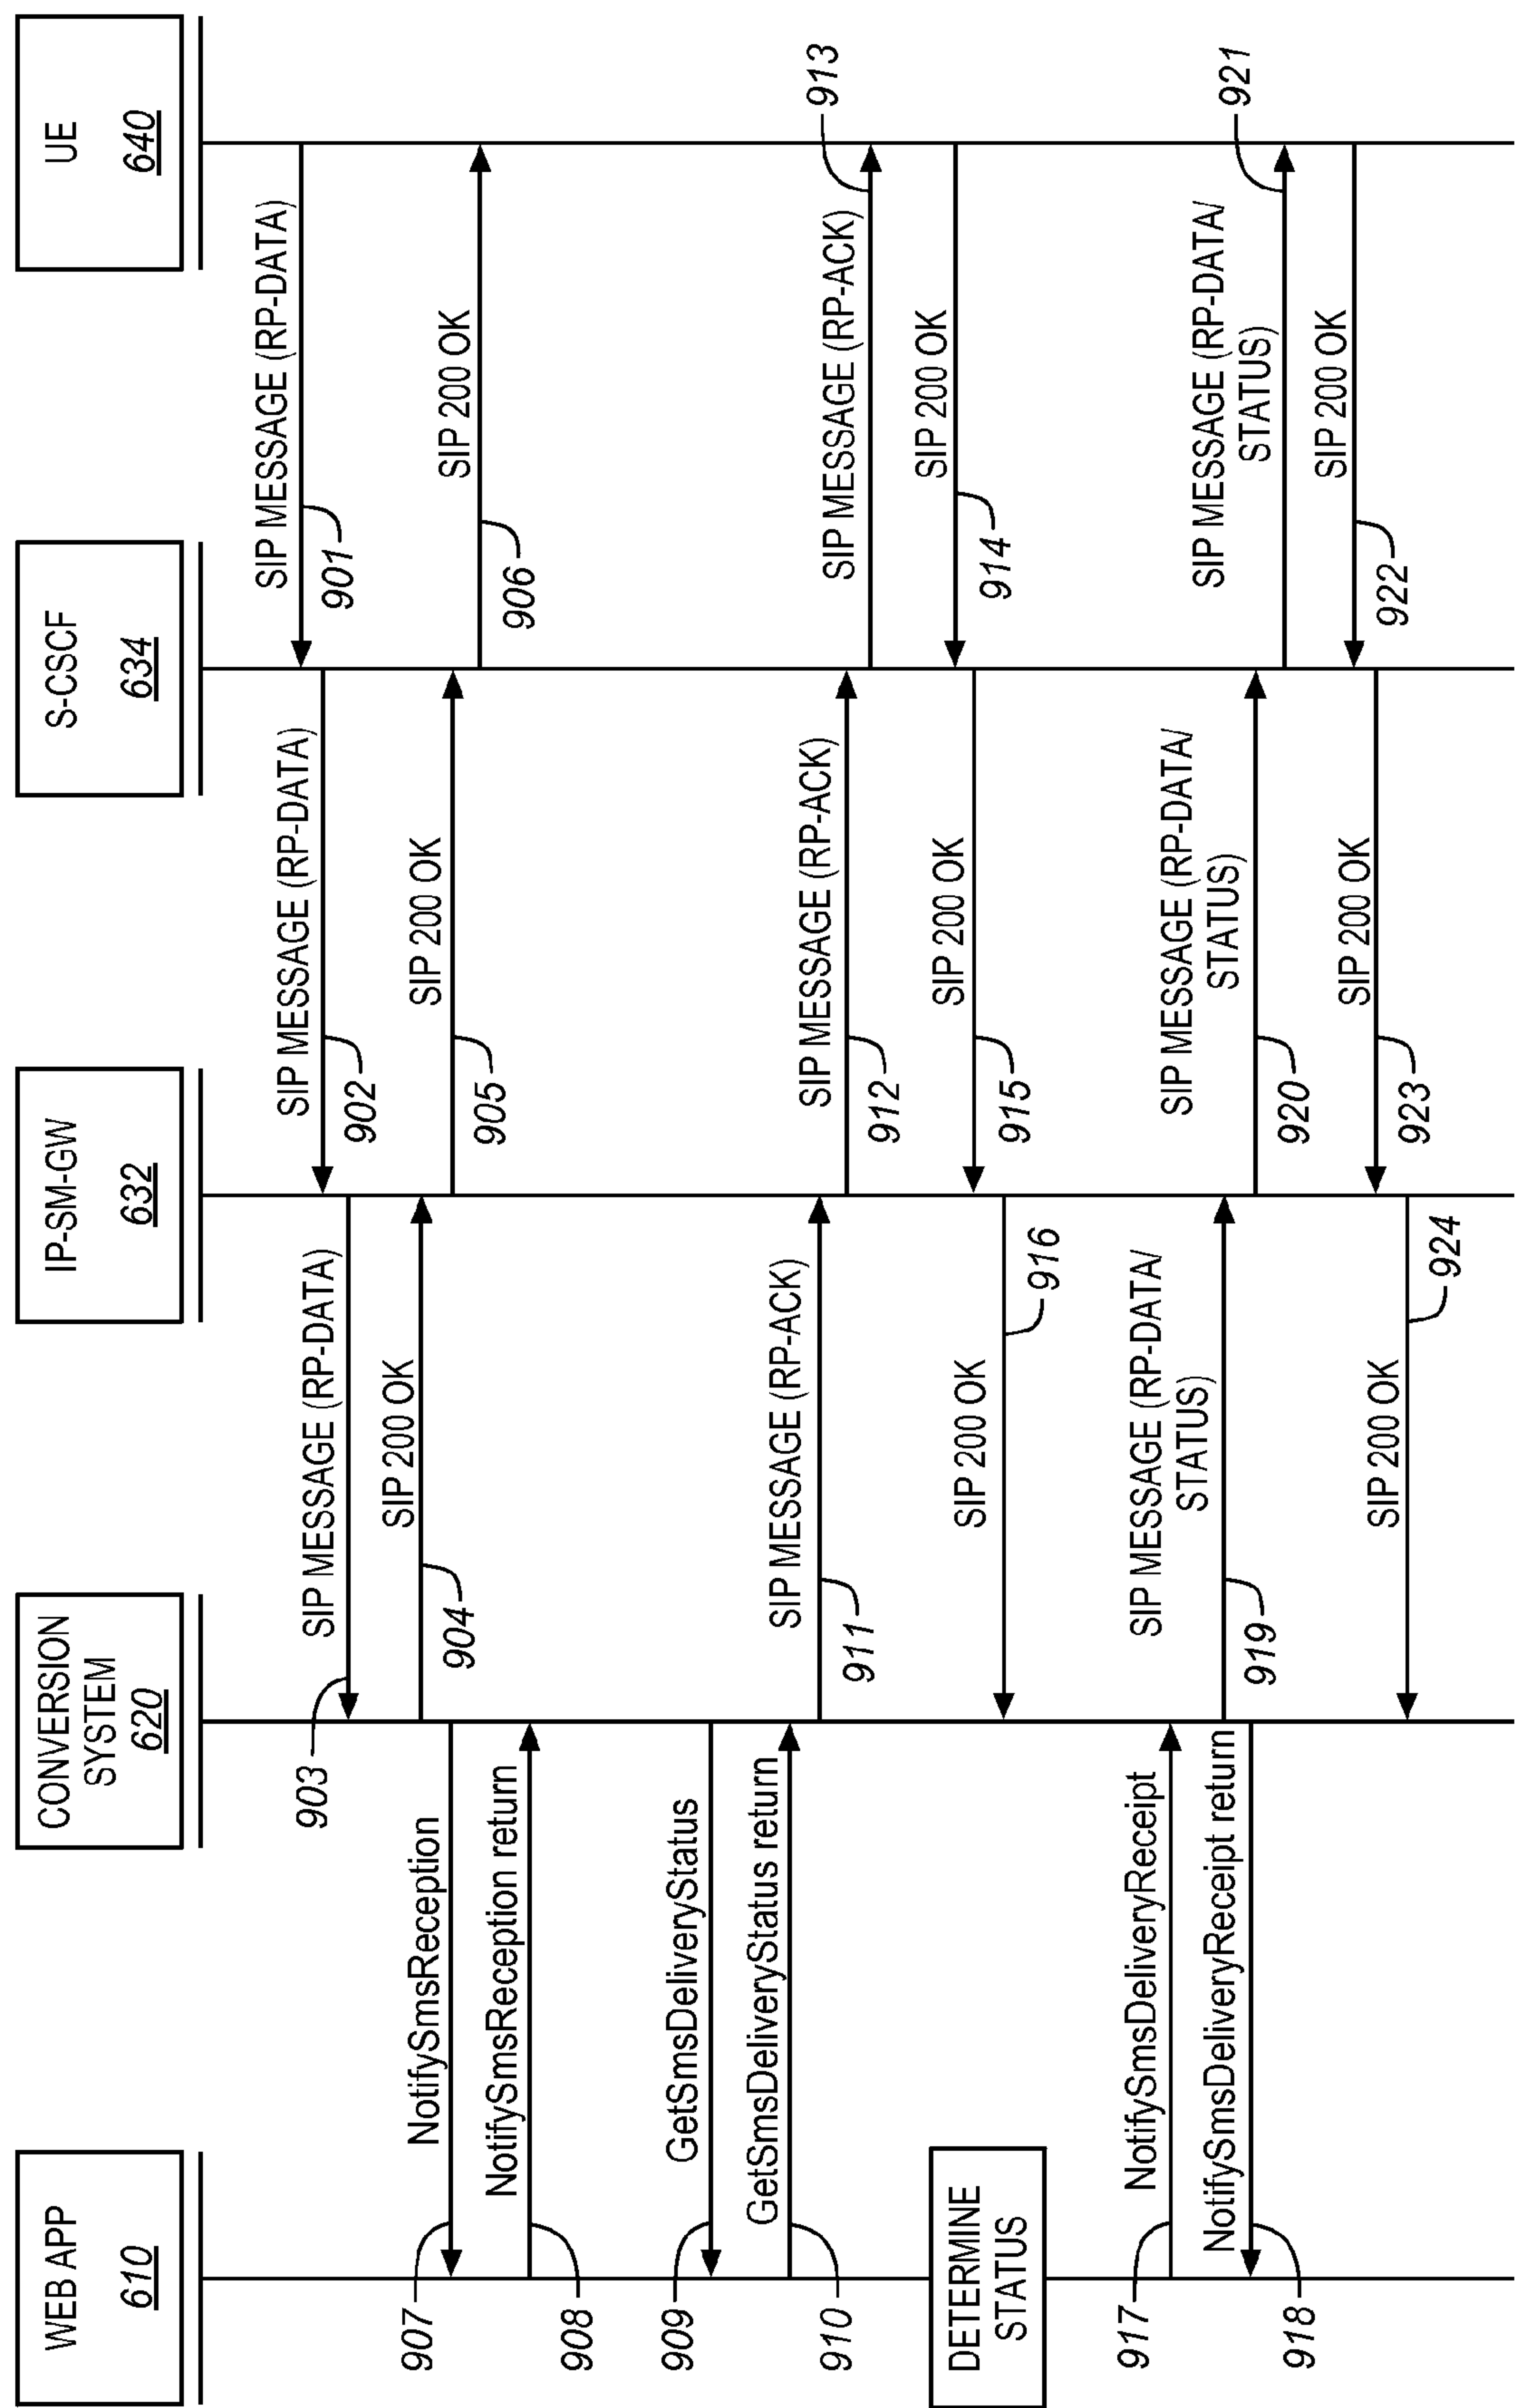 WEB APP
610
CONVERSION
SYSTEM
620
IP-SM-GW
632
S-CSCF
634
UE
640
SIP MESSAGE (RP-DATA)
901
SIP MESSAGE (RP-DATA)
902
SIP MESSAGE (RP-DATA)
903
SIP 200 OK
904
SIP 200 OK
905
SIP 200 OK
906
NotifySmsReception
907
NotifySmsReception return
908
GetSmsDeliveryStatus
909
GetSmsDeliveryStatus return
910
SIP MESSAGE (RP-ACK)
911
SIP MESSAGE (RP-ACK)
912
SIP MESSAGE (RP-ACK)
913
SIP 200 OK
914
SIP 200 OK
915
SIP 200 OK
916
DETERMINE
STATUS
NotifySmsDeliveryReceipt
917
NotifySmsDeliveryReceipt return
918
SIP MESSAGE (RP-DATA/
STATUS)
919
SIP MESSAGE (RP-DATA/
STATUS)
920
SIP MESSAGE (RP-DATA/
STATUS)
921
SIP 200 OK
922
SIP 200 OK
923
SIP 200 OK
924